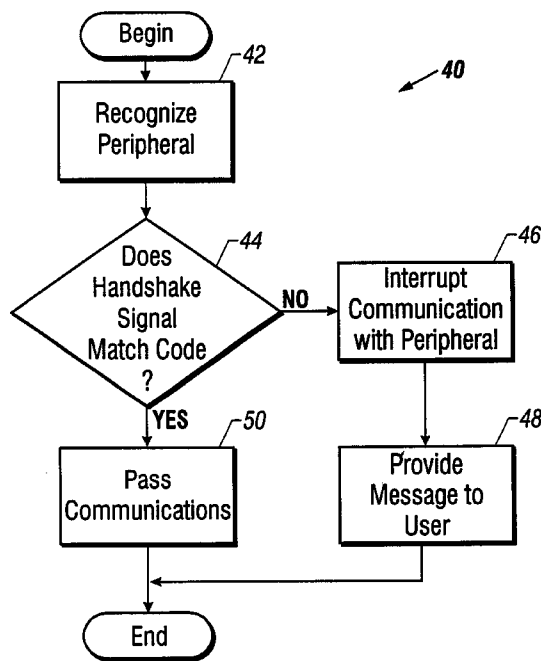 Begin
42
40
Recognize
Peripheral
44
Does
Handshake
Signal
Match Code
?
NO
46
Interrupt
Communication
with Peripheral
YES
50
Pass
Communications
48
Provide
Message to
User
End